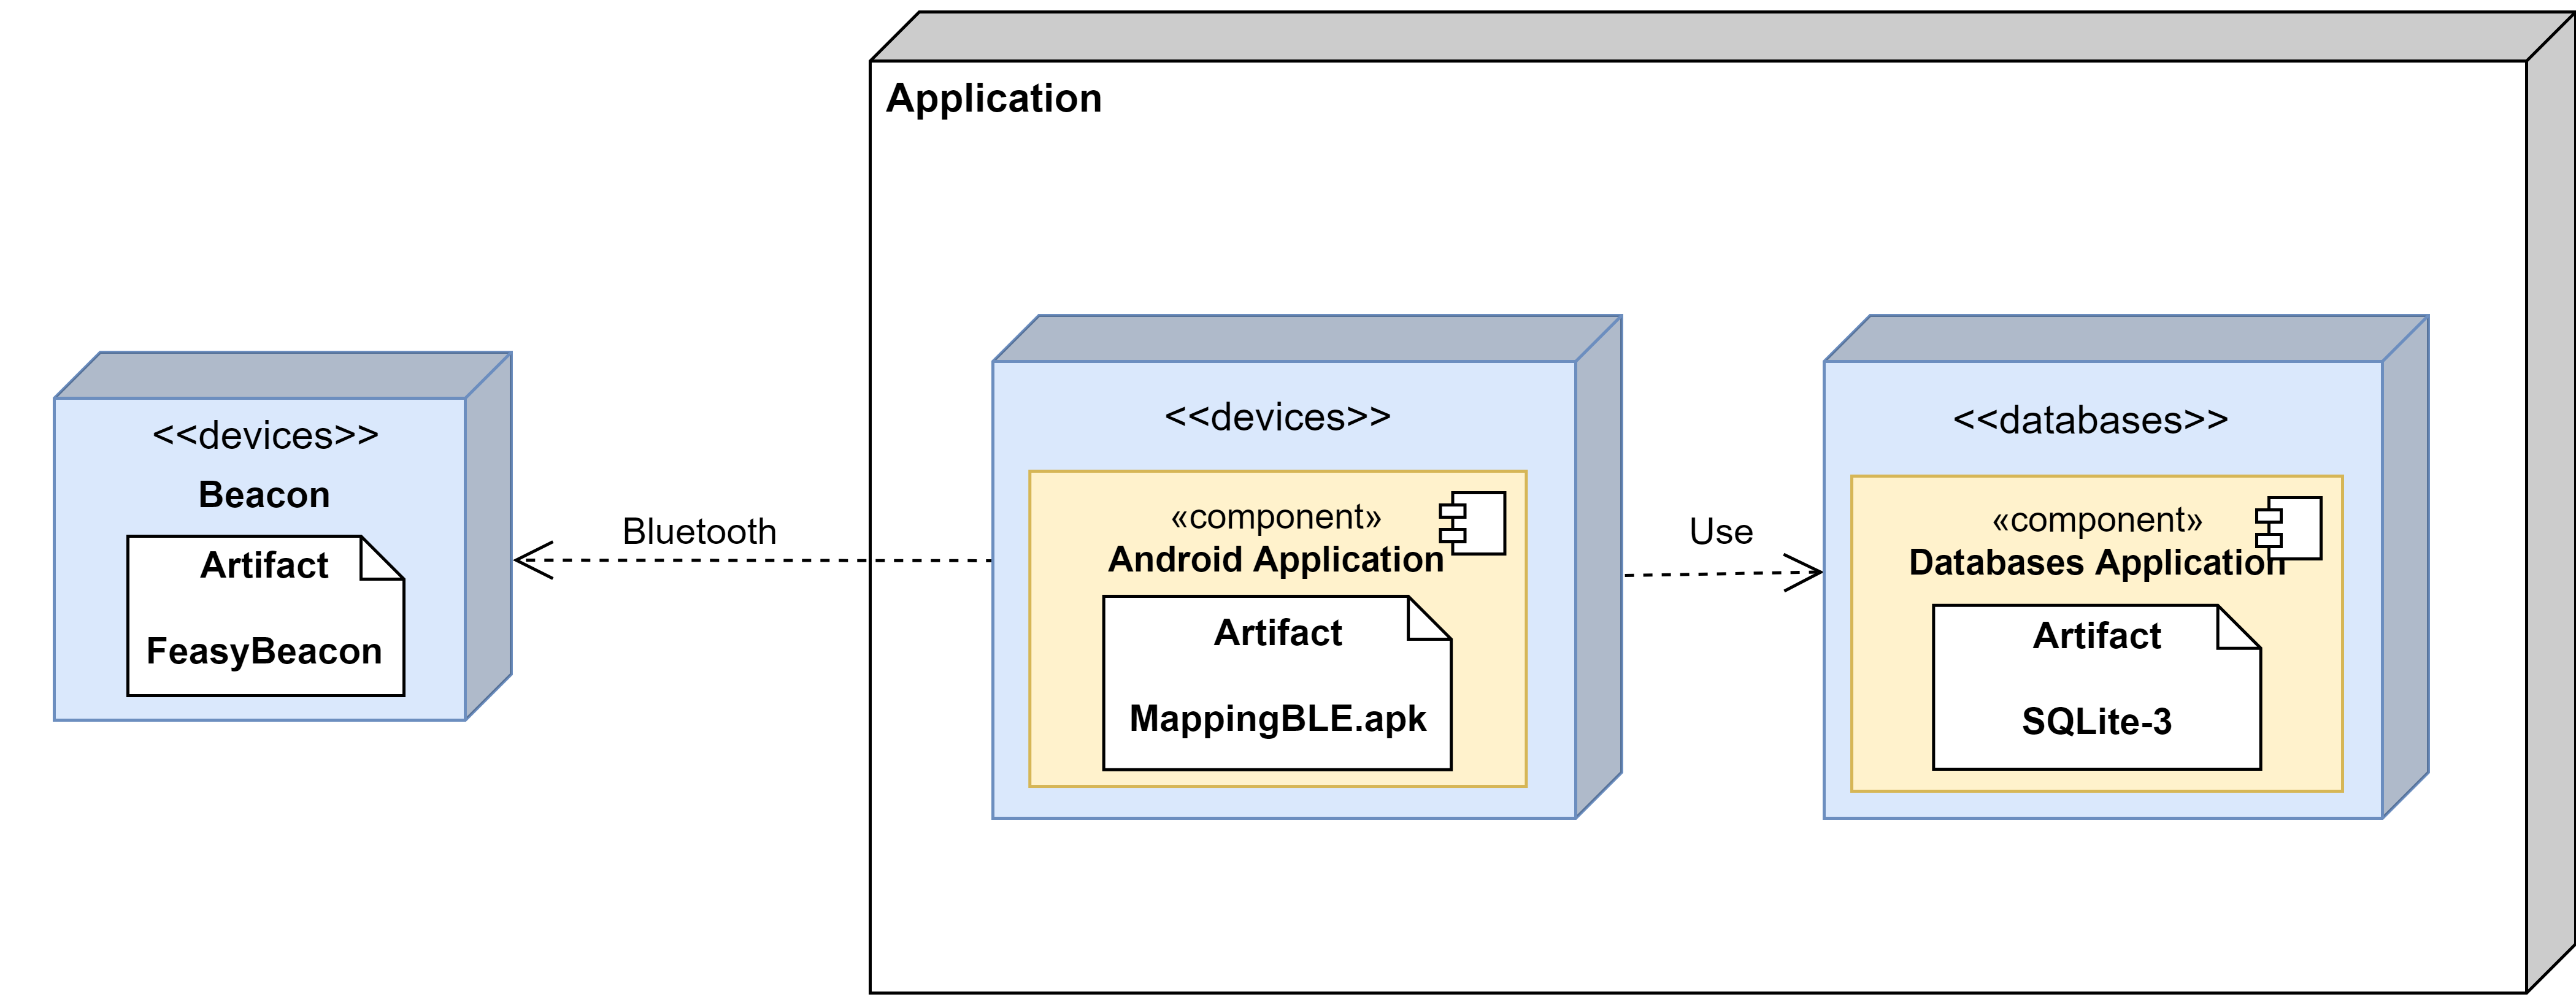 Application
<<devices>>
Beacon
Artifact
FeasyBeacon
Bluetooth
<<devices>>
«component»
Android Application
Artifact
MappingBLE.apk
Use
<<databases>>
«component»
Databases Application
Artifact
SQLite-3